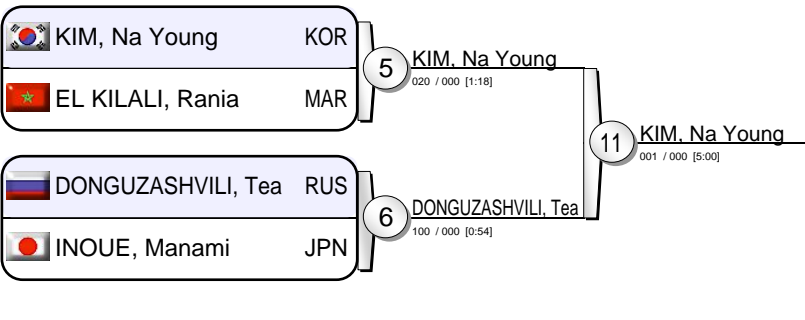 KIM, Na Young KOR
EL KILALI, Rania MAR
5
KIM, Na Young
020 / 000 [1:18]
DONGUZASHVILI, Tea RUS
INOUE, Manami JPN
6
DONGUZASHVILI, Tea
100 / 000 [0:54]
11
KIM, Na Young
001 / 000 [5:00]